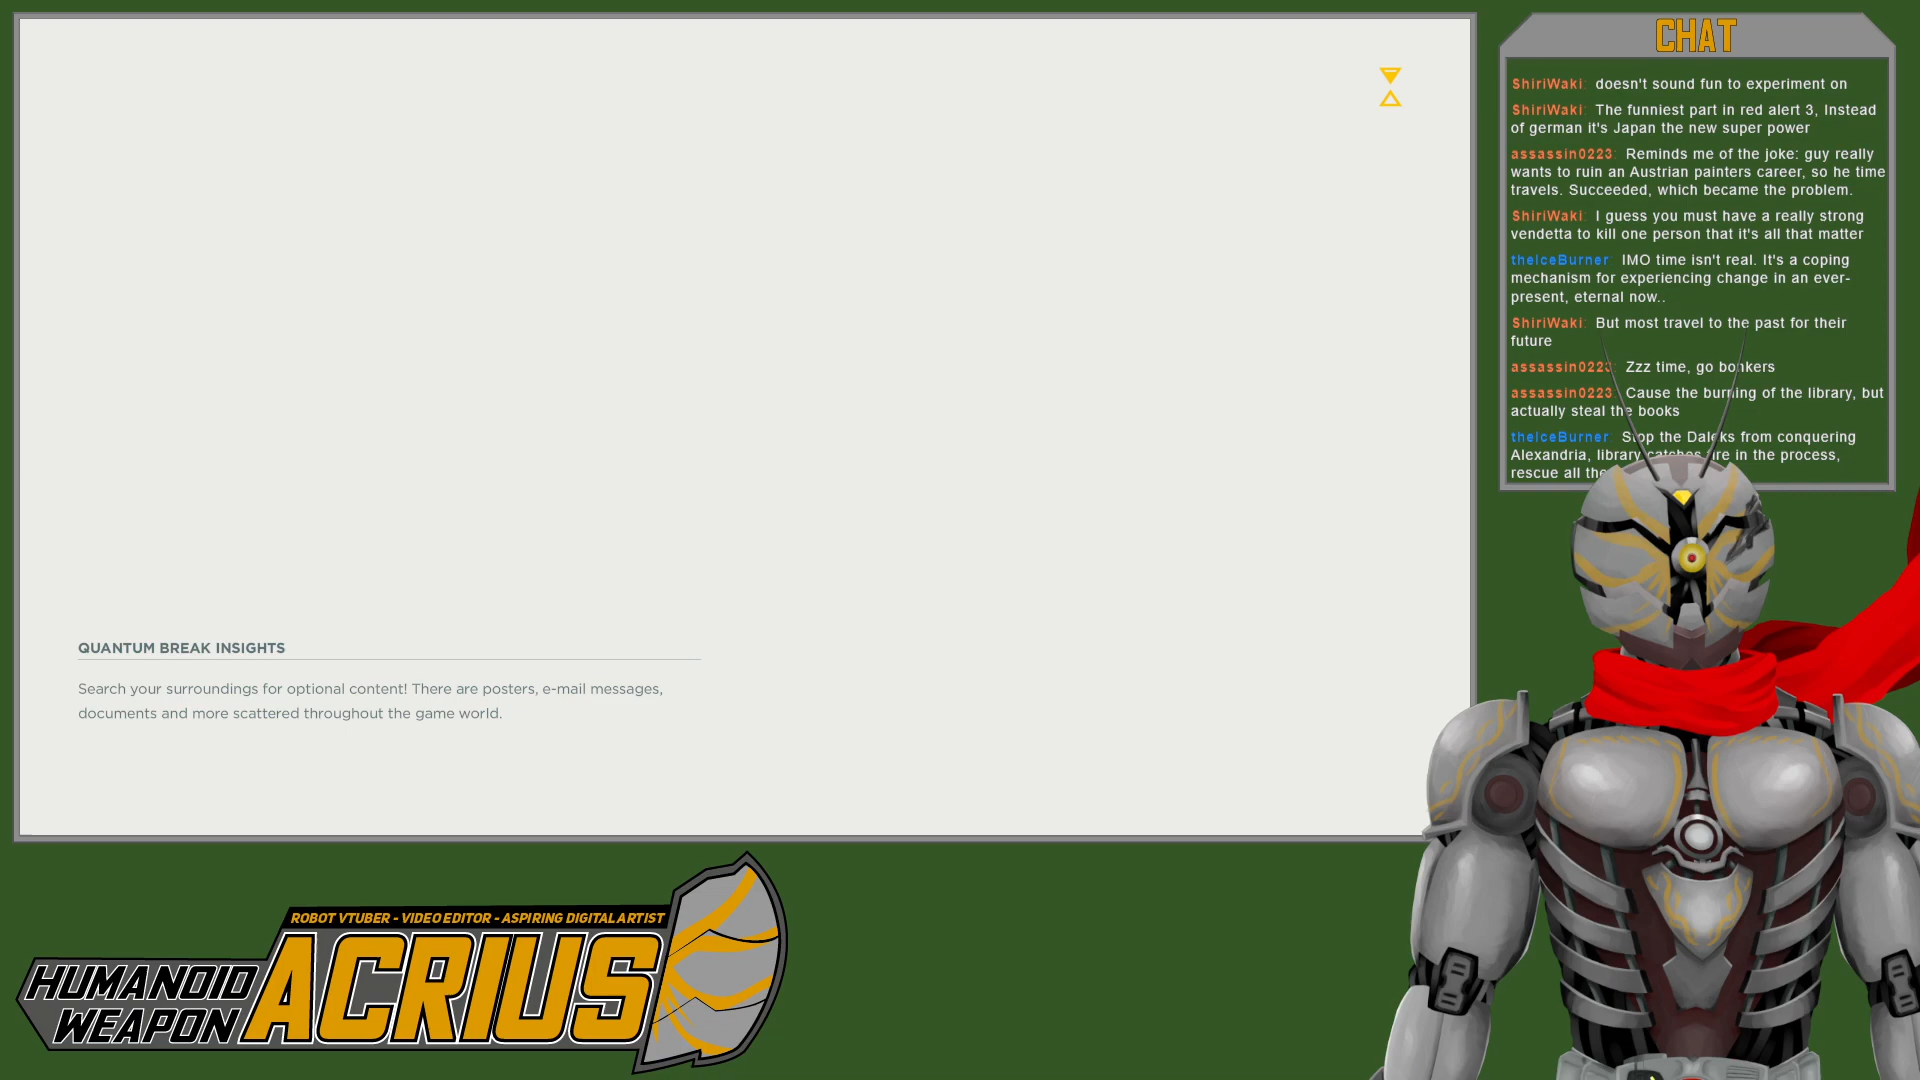 CHAT
ShiriWaki: doesn't sound fun to experiment on
ShiriWaki: The funniest part in red alert 3, Instead
of german it's Japan the new super power
assassin0223: Reminds me of the joke: guy really
wants to ruin an Austrian painters career, so he time
travels. Succeeded, which became the problem.
ShiriWaki: I guess you must have a really strong
vendetta to kill one person that it's all that matter
theIceBurner: IMO time isn't real. It's a coping
mechanism for experiencing change in an ever-
present, eternal now..
ShiriWaki: But most travel to the past for their
future
assassin0223: Zzz time, go bonkers
assassin0223: Cause the burning of the library, but
actually steal the books
theIceBurner: Stop the Daleks from conquering
Alexandria, library catches fire in the process,
rescue all the
QUANTUM BREAK INSIGHTS
Search your surroundings for optional content! There are posters, e-mail messages,
documents and more scattered throughout the game world.
ROBOT VTUBER - VIDEO EDITOR - ASPIRING DIGITAL ARTIST
HUMANOID
WEAPON
ACRIUS